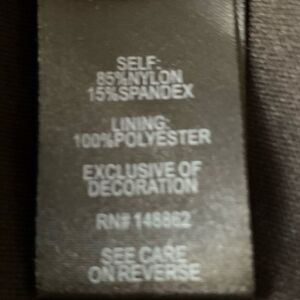 SELF:
85%NYLON
15%SPANDEX
LINING:
100%POLYESTER
EXCLUSIVE OF
DECORATION
RN# 148862
SEE CARE
ON REVERSE